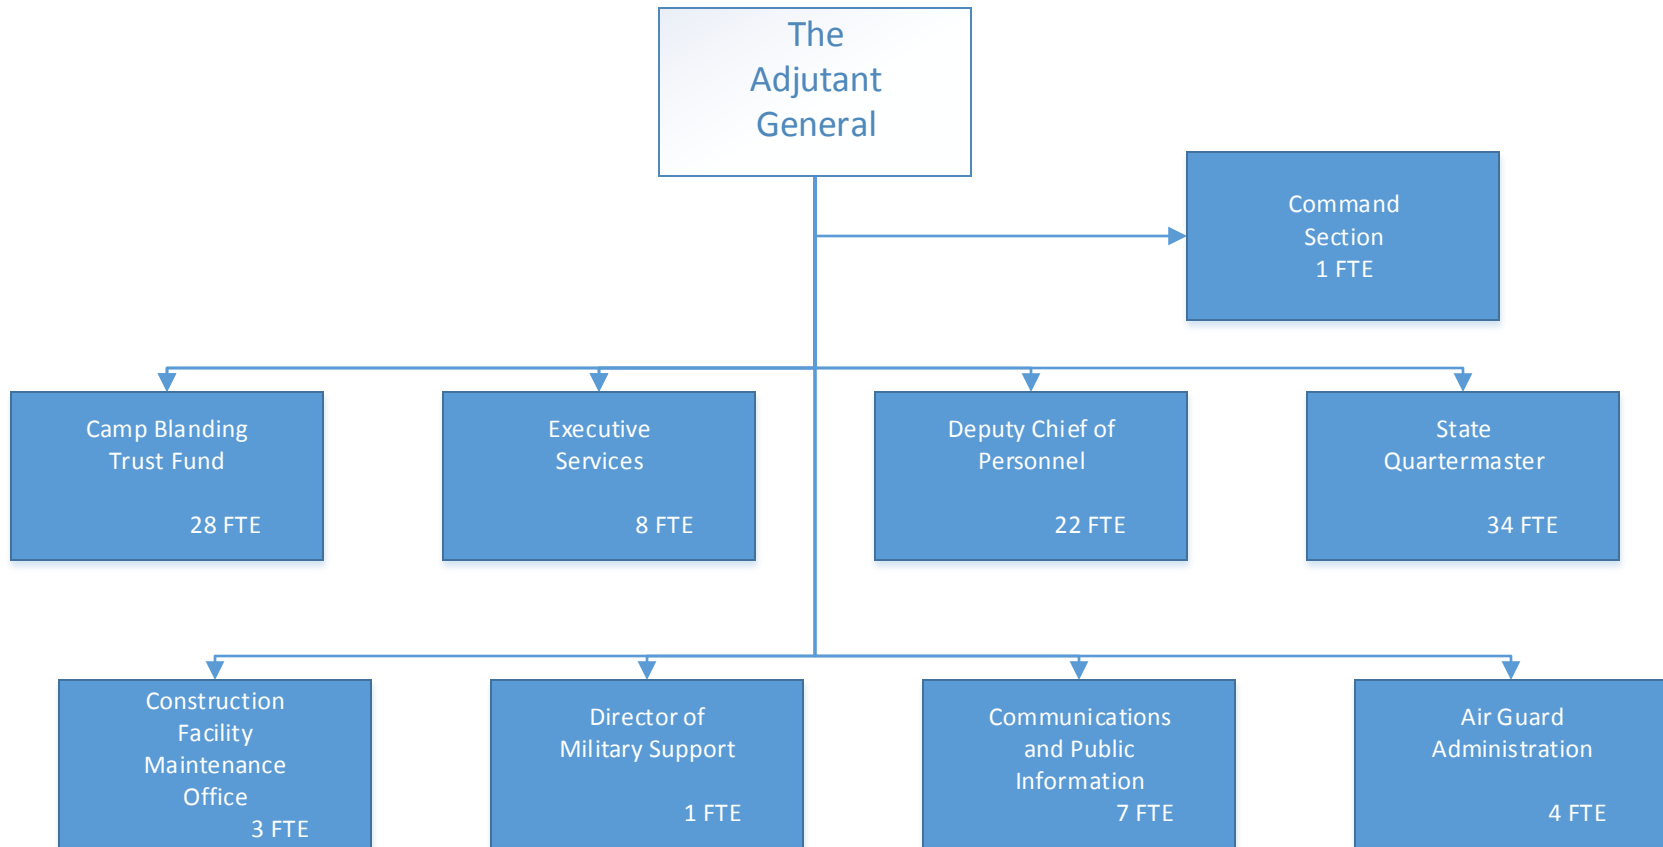 The
Adjutant
General
Command
Section
1 FTE
Camp Blanding
Trust Fund
28 FTE
Executive
Services
8 FTE
Deputy Chief of
Personnel
22 FTE
State
Quartermaster
34 FTE
Construction
Facility
Maintenance
Office
3 FTE
Director of
Military Support
1 FTE
Communications
and Public
Information
7 FTE
Air Guard
Administration
4 FTE